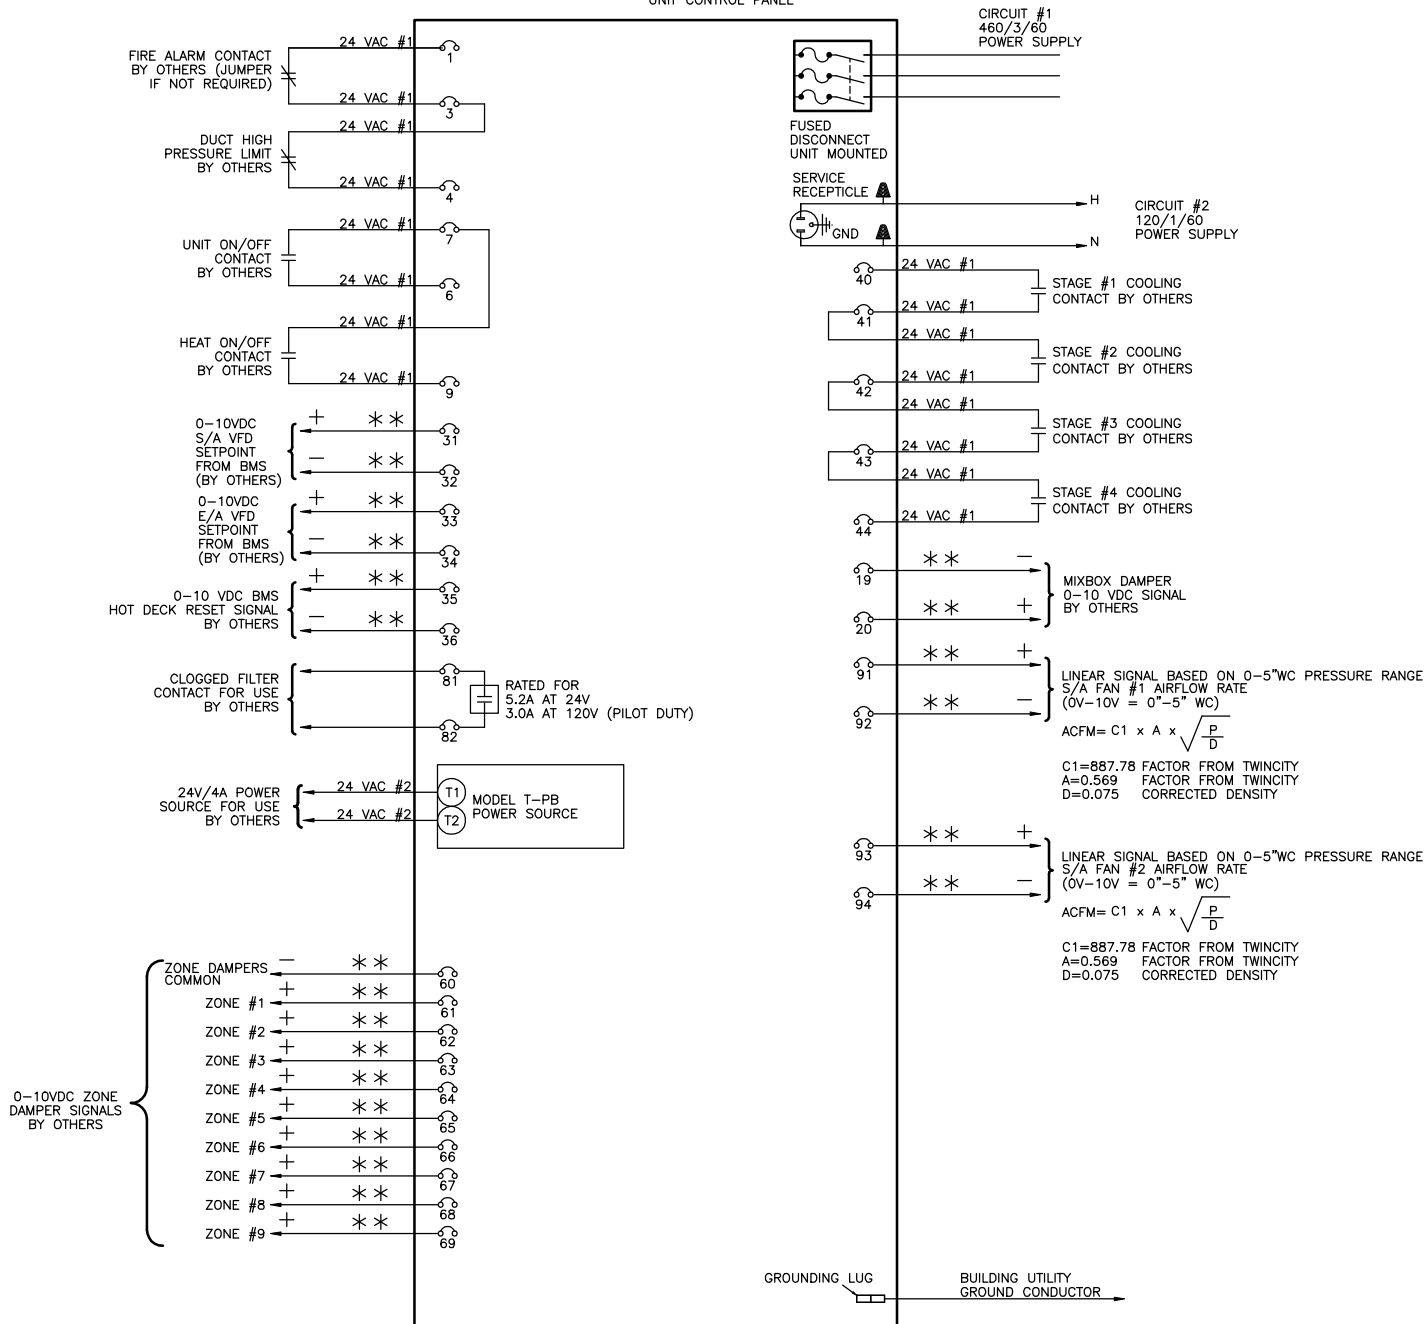 UNIT CONTROL PANEL
FIRE ALARM CONTACT
BY OTHERS (JUMPER
IF NOT REQUIRED)
24 VAC #1
1
24 VAC #1
3
24 VAC #1
DUCT HIGH
PRESSURE LIMIT
BY OTHERS
24 VAC #1
4
24 VAC #1
7
UNIT ON/OFF
CONTACT
BY OTHERS
24 VAC #1
6
24 VAC #1
HEAT ON/OFF
CONTACT
BY OTHERS
24 VAC #1
9
0-10VDC
S/A VFD
SETPOINT
FROM BMS
(BY OTHERS)
+ ** 31
- ** 32
0-10VDC
E/A VFD
SETPOINT
FROM BMS
(BY OTHERS)
+ ** 33
- ** 34
0-10 VDC BMS
HOT DECK RESET SIGNAL
BY OTHERS
+ ** 35
- ** 36
CLOGGED FILTER
CONTACT FOR USE
BY OTHERS
81
82
RATED FOR
5.2A AT 24V
3.0A AT 120V (PILOT DUTY)
24V/4A POWER
SOURCE FOR USE
BY OTHERS
24 VAC #2
T1
24 VAC #2
T2
MODEL T-PB
POWER SOURCE
0-10VDC ZONE
DAMPER SIGNALS
BY OTHERS
ZONE DAMPERS
COMMON
- ** 60
ZONE #1 + ** 61
ZONE #2 + ** 62
ZONE #3 + ** 63
ZONE #4 + ** 64
ZONE #5 + ** 65
ZONE #6 + ** 66
ZONE #7 + ** 67
ZONE #8 + ** 68
ZONE #9 + ** 69
CIRCUIT #1
460/3/60
POWER SUPPLY
FUSED
DISCONNECT
UNIT MOUNTED
SERVICE
RECEPTICLE
GND
H
N
CIRCUIT #2
120/1/60
POWER SUPPLY
40
24 VAC #1
STAGE #1 COOLING
CONTACT BY OTHERS
41
24 VAC #1
24 VAC #1
STAGE #2 COOLING
CONTACT BY OTHERS
42
24 VAC #1
24 VAC #1
STAGE #3 COOLING
CONTACT BY OTHERS
43
24 VAC #1
24 VAC #1
STAGE #4 COOLING
CONTACT BY OTHERS
44
24 VAC #1
19 ** -
20 ** +
MIXBOX DAMPER
0-10 VDC SIGNAL
BY OTHERS
91 ** +
92 ** -
LINEAR SIGNAL BASED ON 0-5"WC PRESSURE RANGE
S/A FAN #1 AIRFLOW RATE
(0V-10V = 0"-5" WC)
ACFM= C1 x A x √P/D
C1=887.78 FACTOR FROM TWINCITY
A=0.569 FACTOR FROM TWINCITY
D=0.075 CORRECTED DENSITY
93 ** +
94 ** -
LINEAR SIGNAL BASED ON 0-5"WC PRESSURE RANGE
S/A FAN #2 AIRFLOW RATE
(0V-10V = 0"-5" WC)
ACFM= C1 x A x √P/D
C1=887.78 FACTOR FROM TWINCITY
A=0.569 FACTOR FROM TWINCITY
D=0.075 CORRECTED DENSITY
GROUNDING LUG
BUILDING UTILITY
GROUND CONDUCTOR